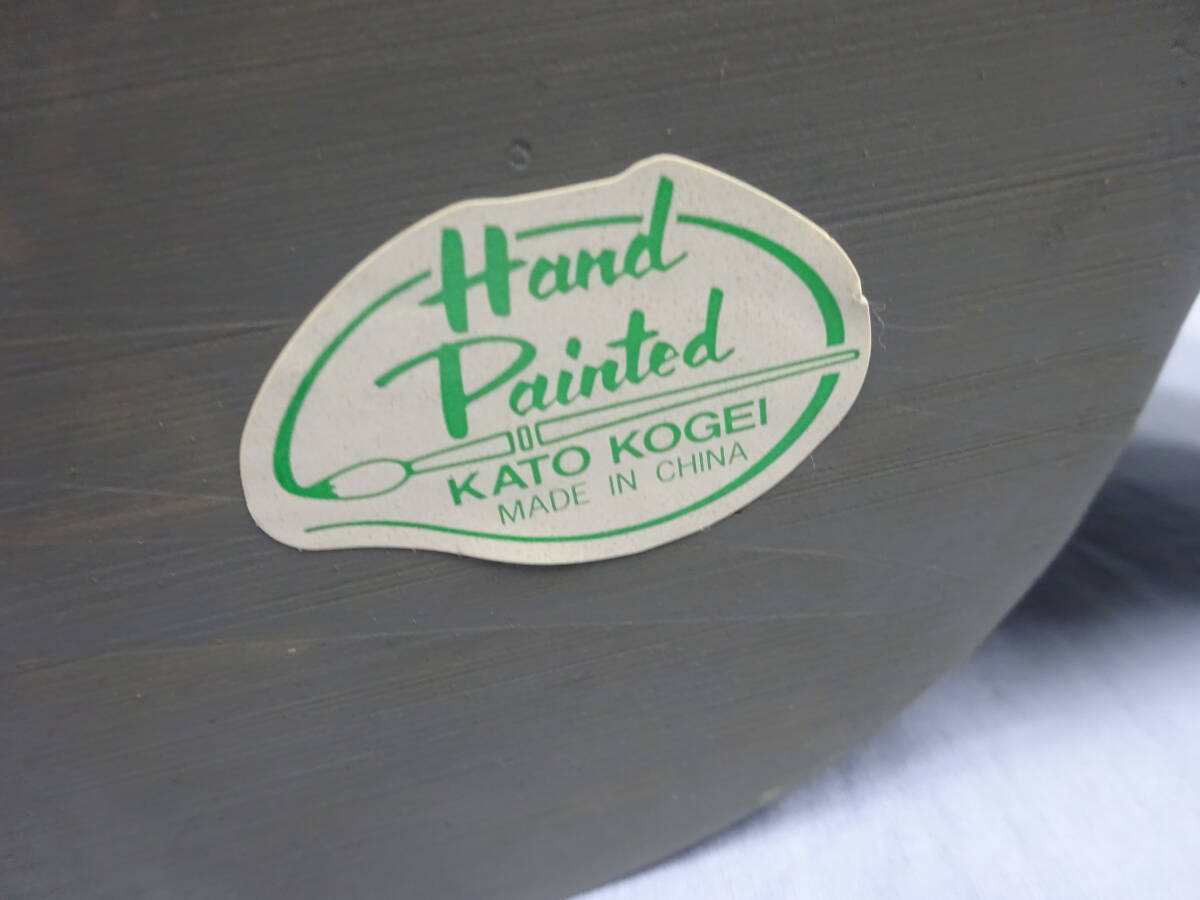 Hand
Painted
KATO KOGEI
MADE IN CHINA